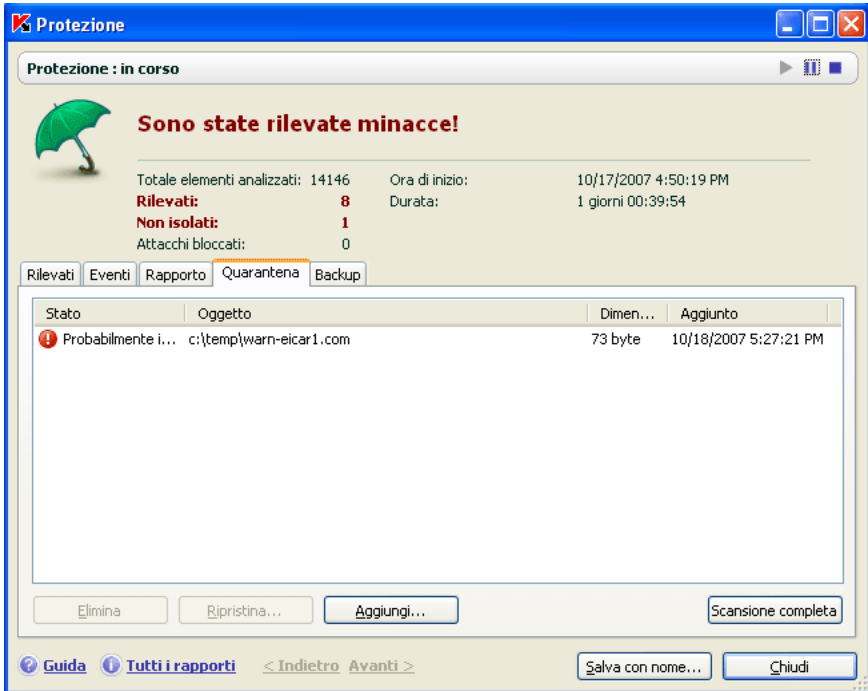 Protezione
Protezione : in corso
Sono state rilevate minacce!
Totale elementi analizzati: 14146 Ora di inizio: 10/17/2007 4:50:19 PM
Rilevati: 8 Durata: 1 giorni 00:39:54
Non isolati: 1
Attacchi bloccati: 0
Rilevati Eventi Rapporto Quarantena Backup
Stato Oggetto Dimen... Aggiunto
Probabilmente i... c:\temp\warn-eicar1.com 73 byte 10/18/2007 5:27:21 PM
Elimina Ripristina... Aggiungi... Scansione completa
Guida Tutti i rapporti < Indietro Avanti > Salva con nome... Chiudi